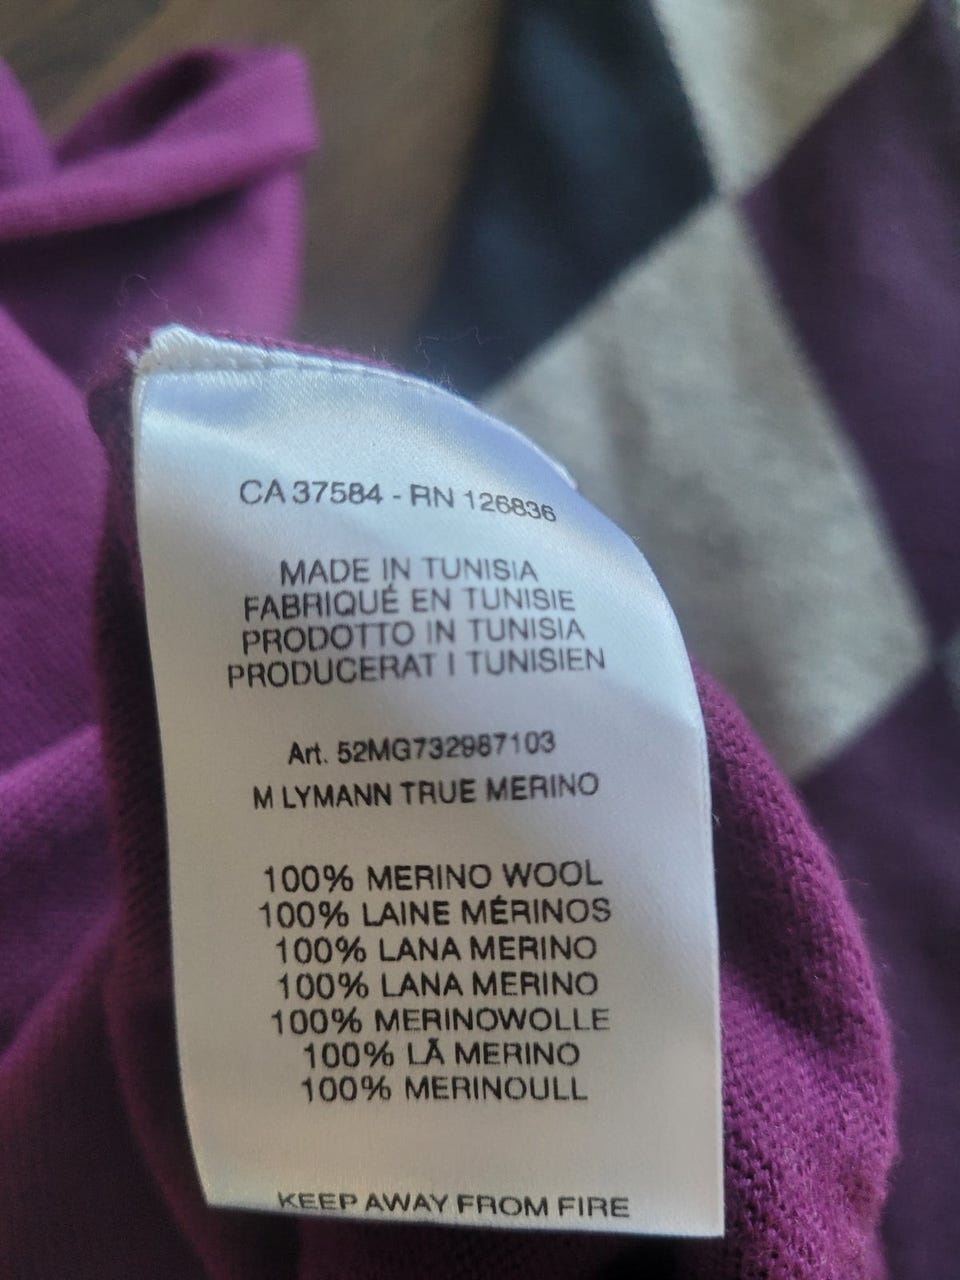 CA 37584 - RN 126836
MADE IN TUNISIA
FABRIQUÉ EN TUNISIE
PRODOTTO IN TUNISIA
PRODUCERAT I TUNISIEN
Art. 52MG732987103
M LYMANN TRUE MERINO
100% MERINO WOOL
100% LAINE MÉRINOS
100% LANA MERINO
100% LANA MERINO
100% MERINOWOLLE
100% LÃ MERINO
100% MERINOULL
KEEP AWAY FROM FIRE